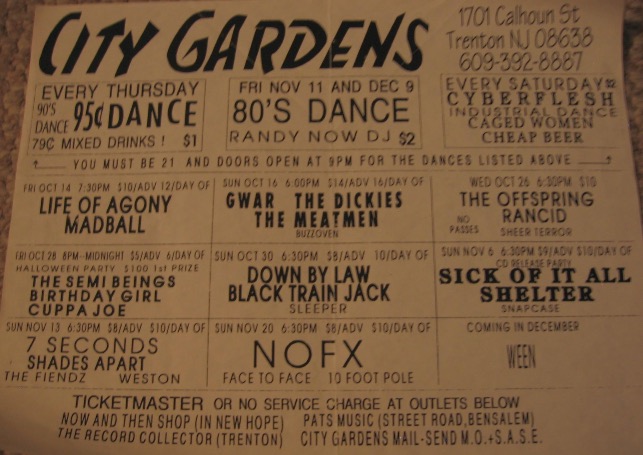 CITY GARDENS
1701 Calhoun St
Trenton NJ 08638
609-392-8887
EVERY THURSDAY
90'S DANCE 95¢ DANCE
79¢ MIXED DRINKS ! $1
FRI NOV 11 AND DEC 9
80'S DANCE
RANDY NOW DJ $2
EVERY SATURDAY $2
CYBERFLESH
INDUSTRIAL DANCE
CAGED WOMEN
CHEAP BEER
YOU MUST BE 21 AND DOORS OPEN AT 9PM FOR THE DANCES LISTED ABOVE
FRI OCT 14 7:30PM $10/ADV 12/DAY OF
LIFE OF AGONY
MADBALL
SUN OCT 16 6:00PM $14/ADV 16/DAY OF
GWAR THE DICKIES
THE MEATMEN
BUZZOVEN
WED OCT 26 6:30PM $10
THE OFFSPRING
NO PASSES RANCID
SHEER TERROR
FRI OCT 28 8PM-MIDNIGHT $5/ADV 6/DAY OF
HALLOWEEN PARTY $100 1st PRIZE
THE SEMI BEINGS
BIRTHDAY GIRL
CUPPA JOE
SUN OCT 30 6:30PM $8/ADV 10/DAY OF
DOWN BY LAW
BLACK TRAIN JACK
SLEEPER
SUN NOV 6 6:30PM $9/ADV $10/DAY OF
CD RELEASE PARTY
SICK OF IT ALL
SHELTER
SNAPCASE
SUN NOV 13 6:30PM $8/ADV $10/DAY OF
7 SECONDS
SHADES APART
THE FIENDZ WESTON
SUN NOV 20 6:30PM $8/ADV $10/DAY OF
NOFX
FACE TO FACE 10 FOOT POLE
COMING IN DECEMBER
WEEN
TICKETMASTER OR NO SERVICE CHARGE AT OUTLETS BELOW
NOW AND THEN SHOP (IN NEW HOPE) PATS MUSIC (STREET ROAD, BENSALEM)
THE RECORD COLLECTOR (TRENTON) CITY GARDENS MAIL-SEND M.O.+S.A.S.E.